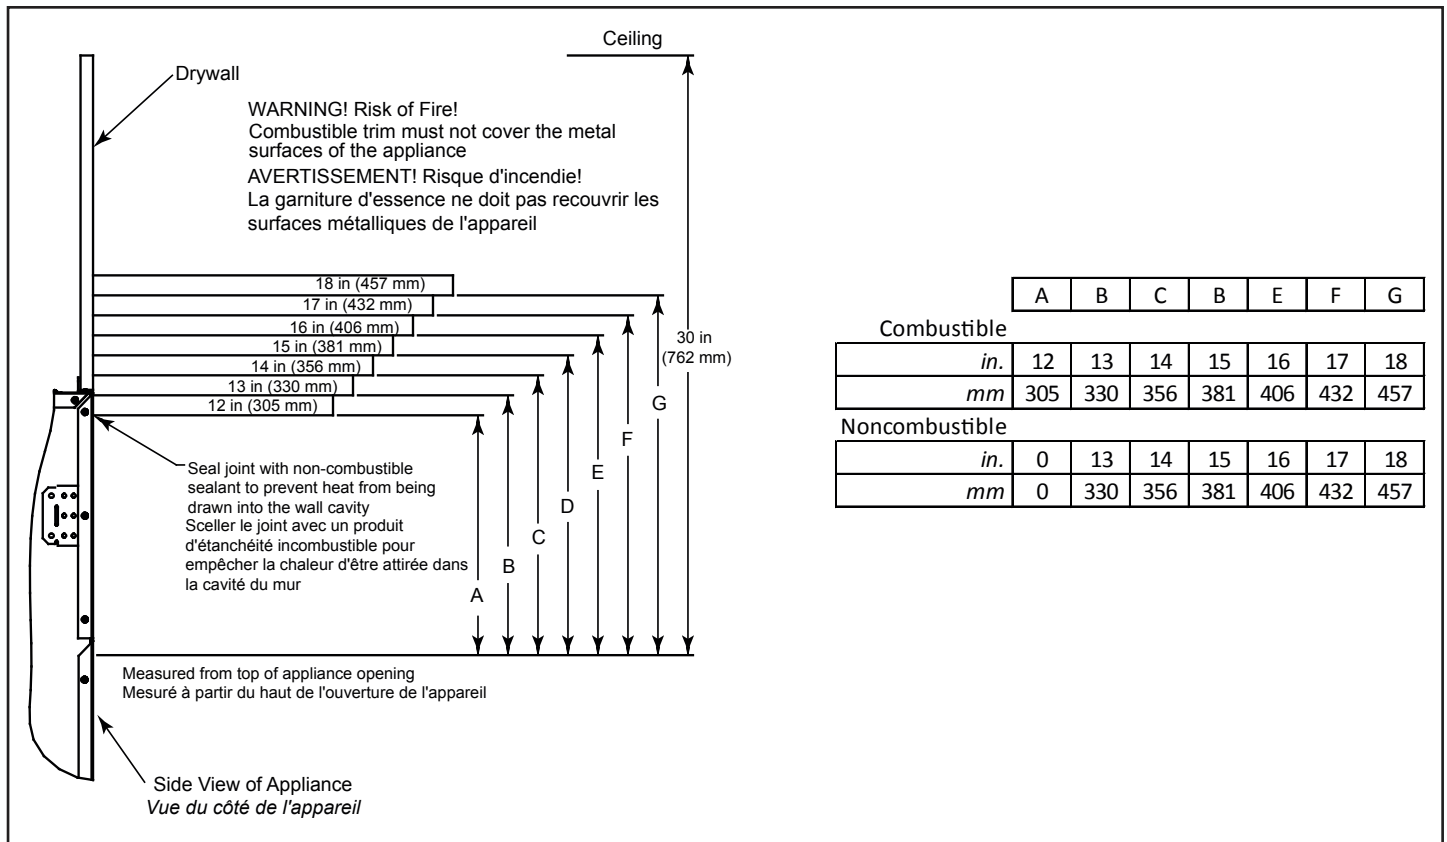 Ceiling
Drywall
WARNING! Risk of Fire!
Combustible trim must not cover the metal
surfaces of the appliance
AVERTISSEMENT! Risque d'incendie!
La garniture d'essence ne doit pas recouvrir les
surfaces métalliques de l'appareil
18 in (457 mm)
17 in (432 mm)
16 in (406 mm)
15 in (381 mm)
14 in (356 mm)
13 in (330 mm)
12 in (305 mm)
30 in
(762 mm)
G
F
E
D
C
B
A
Seal joint with non-combustible
sealant to prevent heat from being
drawn into the wall cavity
Sceller le joint avec un produit
d'étanchéité incombustible pour
empêcher la chaleur d'être attirée dans
la cavité du mur
Measured from top of appliance opening
Mesuré à partir du haut de l'ouverture de l'appareil
Side View of Appliance
Vue du côté de l'appareil
A B C B E F G
Combustible
in. 12 13 14 15 16 17 18
mm 305 330 356 381 406 432 457
Noncombustible
in. 0 13 14 15 16 17 18
mm 0 330 356 381 406 432 457